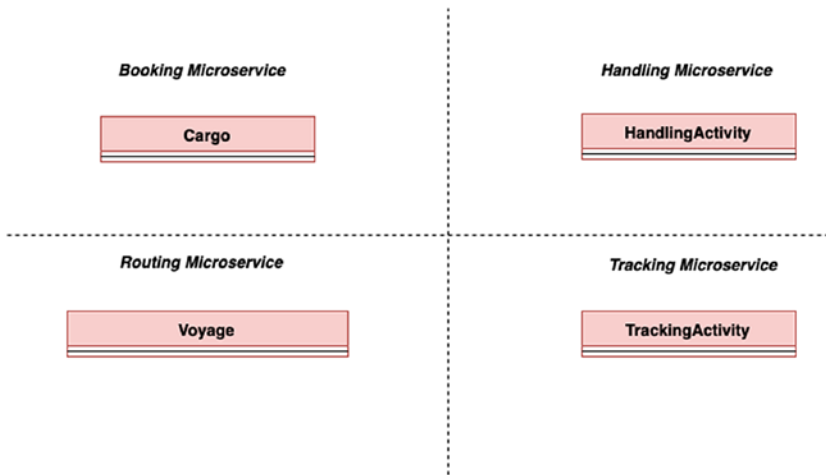 Booking Microservice
Handling Microservice
Cargo
HandlingActivity
Routing Microservice
Tracking Microservice
Voyage
TrackingActivity